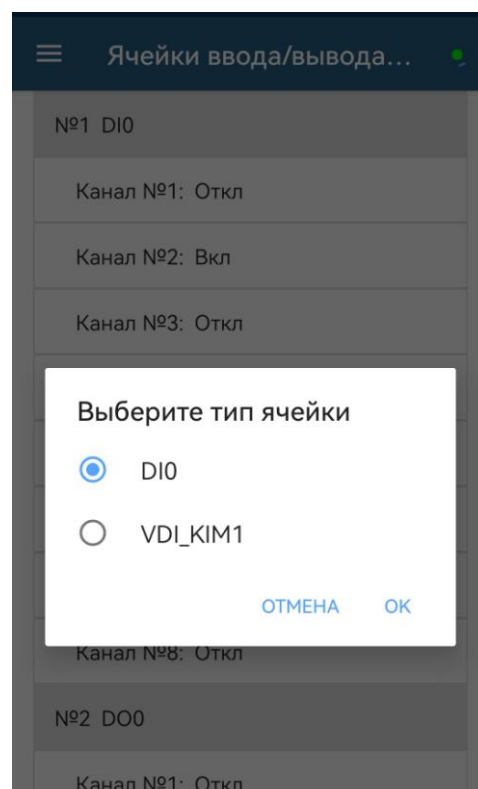 Ячейки ввода/вывода...
№1 DI0
Канал №1: Откл
Канал №2: Вкл
Канал №3: Откл
Выберите тип ячейки
DI0
VDI_KIM1
ОТМЕНА OK
Канал №8: Откл
№2 DO0
Канал №1: Откл